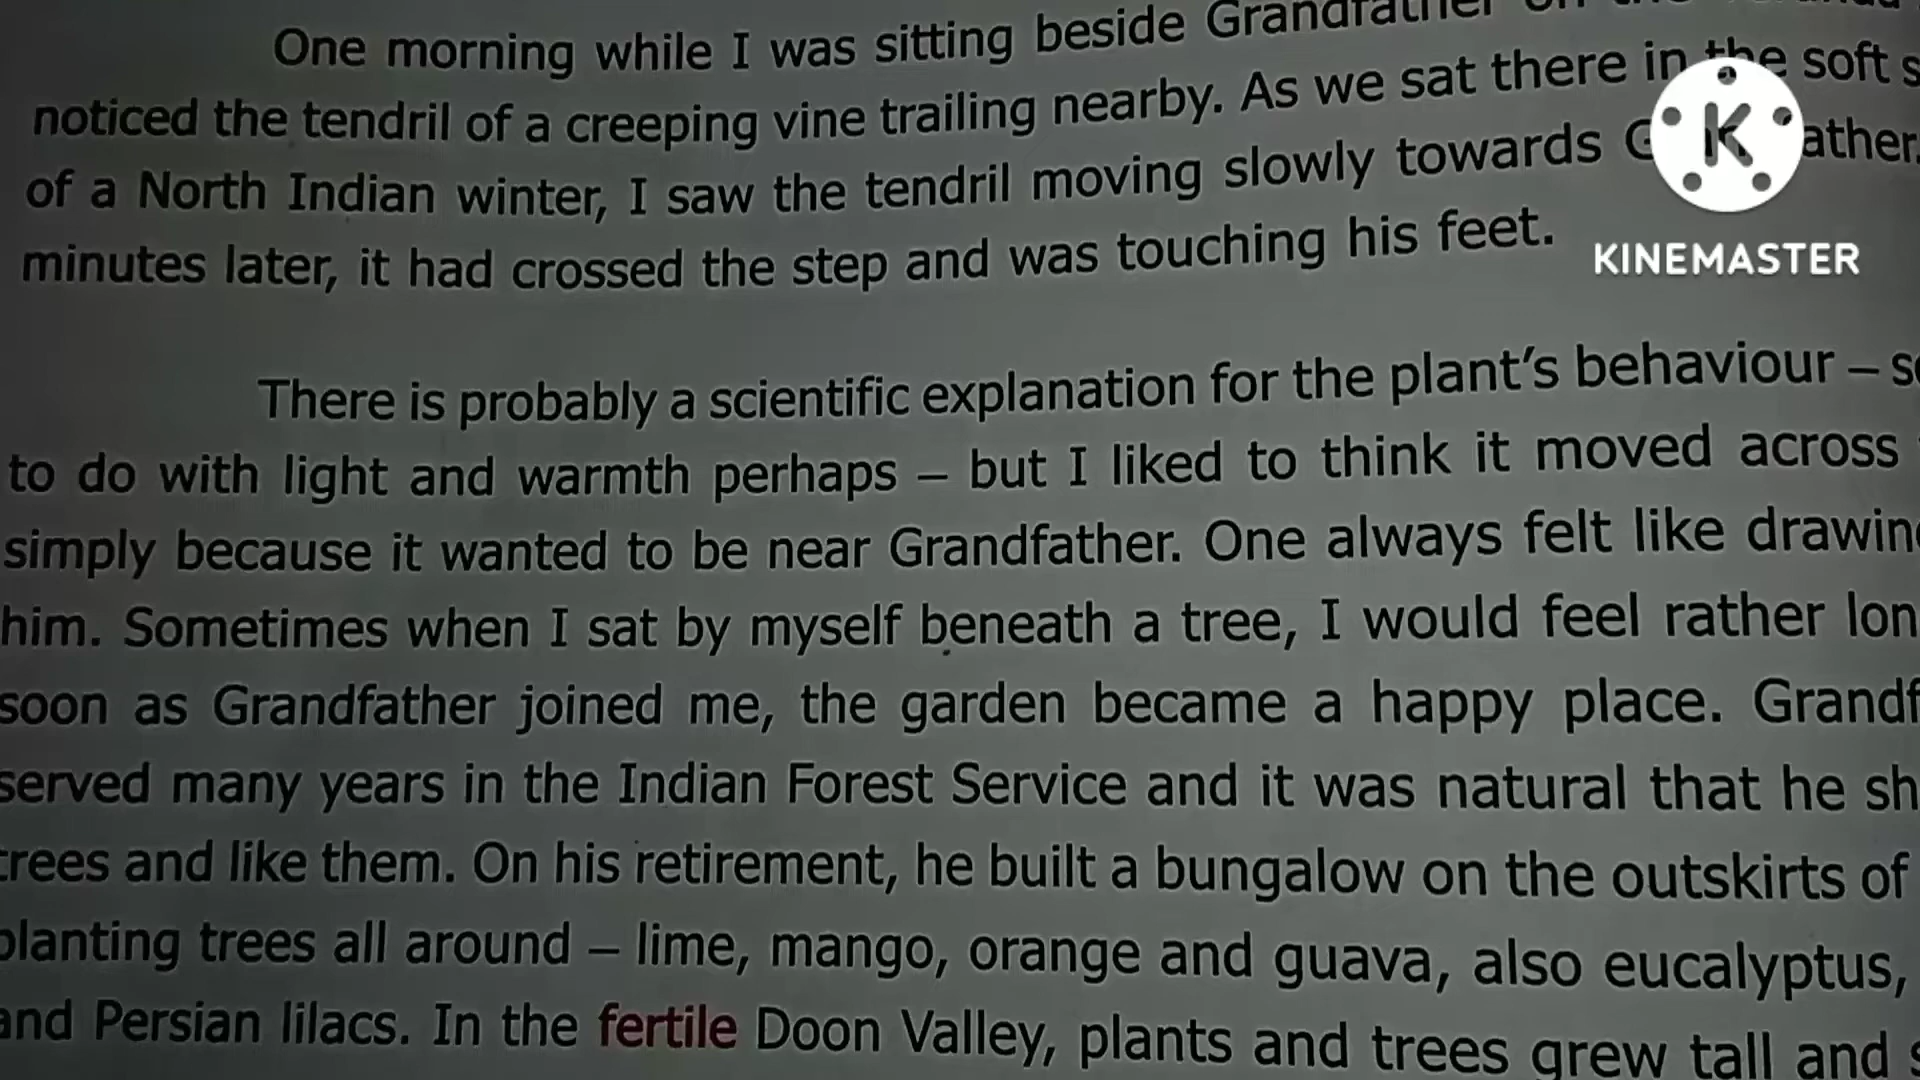 One morning while I was sitting beside Grandfather on the
noticed the tendril of a creeping vine trailing nearby. As we sat there in the soft
of a North Indian winter, I saw the tendril moving slowly towards
minutes later, it had crossed the step and was touching his feet.
KINEMASTER
There is probably a scientific explanation for the plant's behaviour –
to do with light and warmth perhaps – but I liked to think it moved across
simply because it wanted to be near Grandfather. One always felt like
him. Sometimes when I sat by myself beneath a tree, I would feel rather
soon as Grandfather joined me, the garden became a happy place.
served many years in the Indian Forest Service and it was natural that he
trees and like them. On his retirement, he built a bungalow on the outskirts of
planting trees all around – lime, mango, orange and guava, also eucalyptus,
and Persian lilacs. In the fertile Doon Valley, plants and trees grew tall and